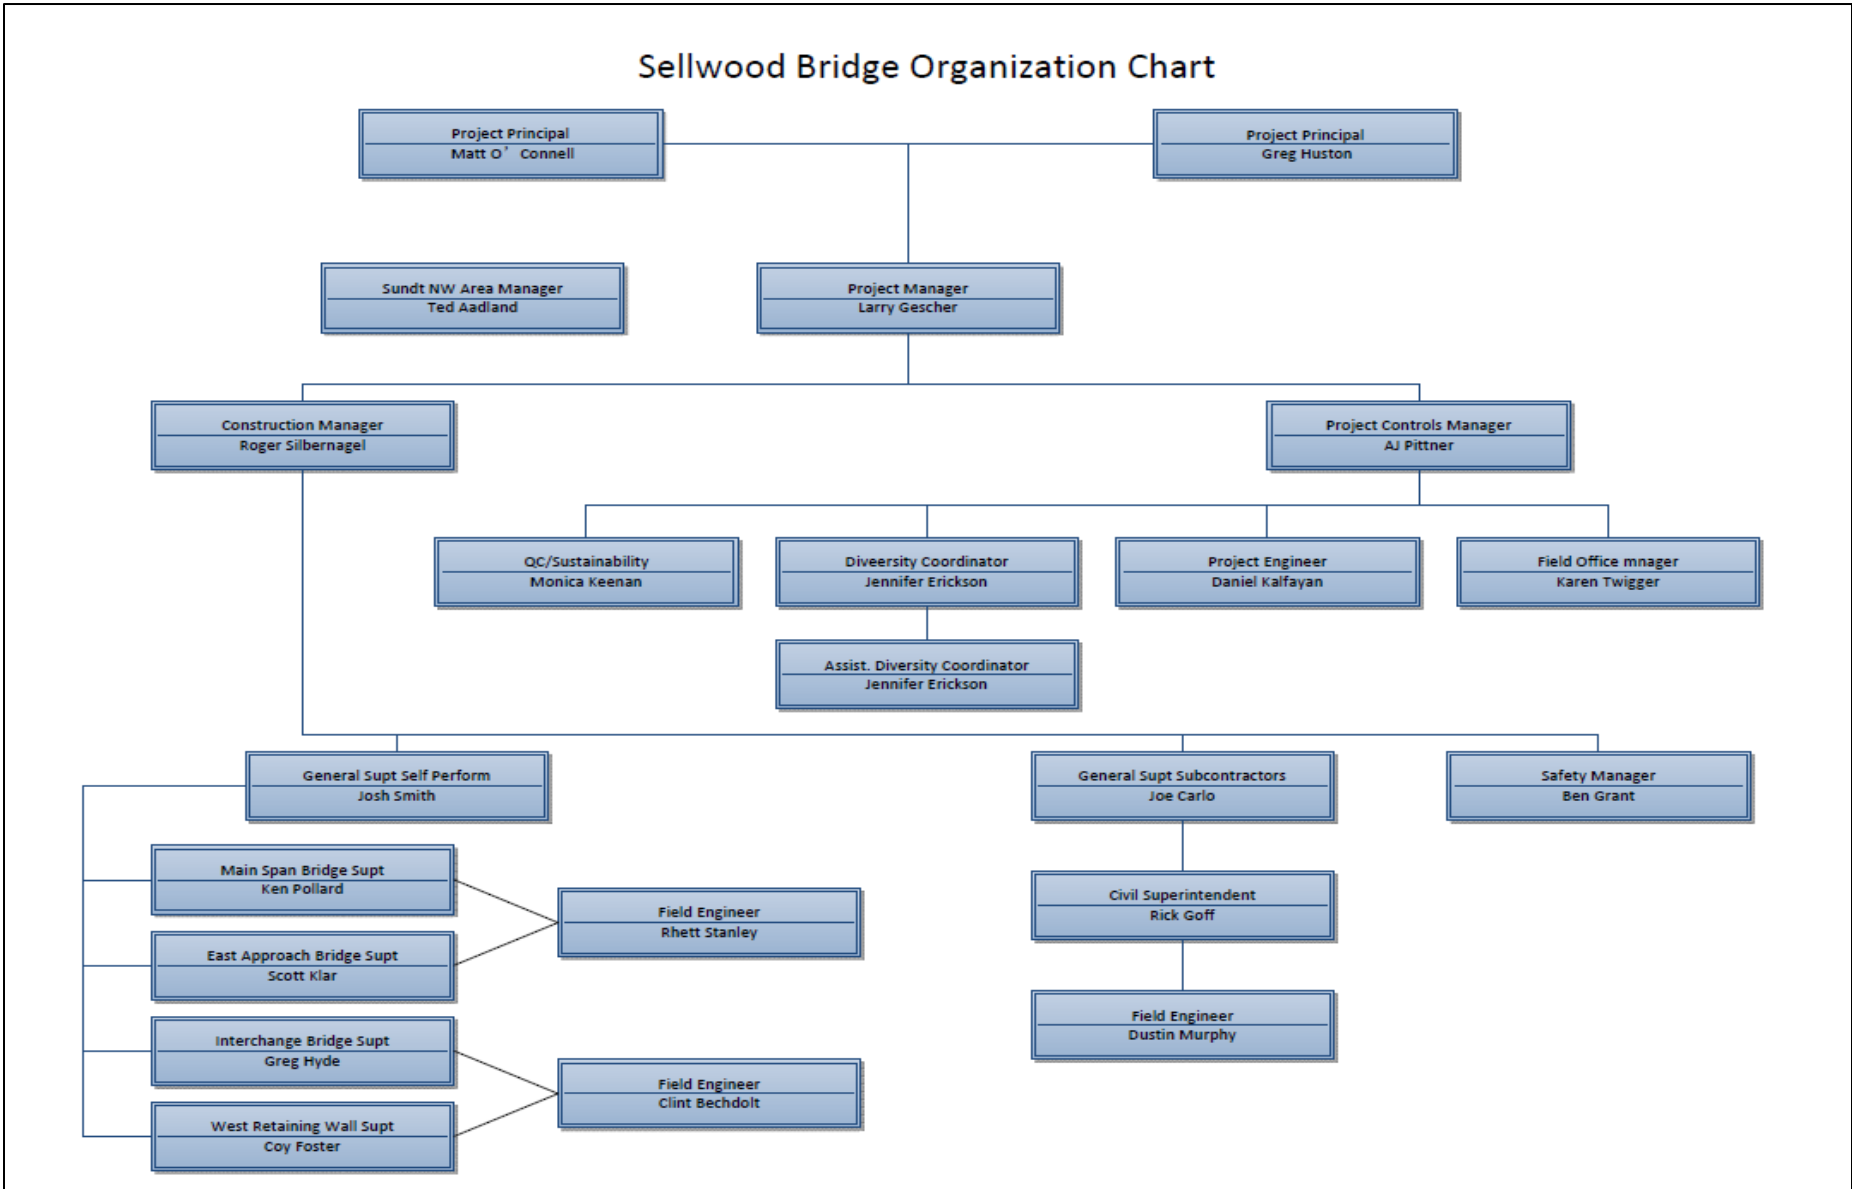 Sellwood Bridge Organization Chart
Project Principal
Matt O’ Connell
Project Principal
Greg Huston
Sundt NW Area Manager
Ted Aadland
Project Manager
Larry Gescher
Construction Manager
Roger Silbernagel
Project Controls Manager
AJ Pittner
QC/Sustainability
Monica Keenan
Diveersity Coordinator
Jennifer Erickson
Project Engineer
Daniel Kalfayan
Field Office mnager
Karen Twigger
Assist. Diversity Coordinator
Jennifer Erickson
General Supt Self Perform
Josh Smith
General Supt Subcontractors
Joe Carlo
Safety Manager
Ben Grant
Main Span Bridge Supt
Ken Pollard
Field Engineer
Rhett Stanley
East Approach Bridge Supt
Scott Klar
Civil Superintendent
Rick Goff
Interchange Bridge Supt
Greg Hyde
Field Engineer
Clint Bechdolt
West Retaining Wall Supt
Coy Foster
Field Engineer
Dustin Murphy